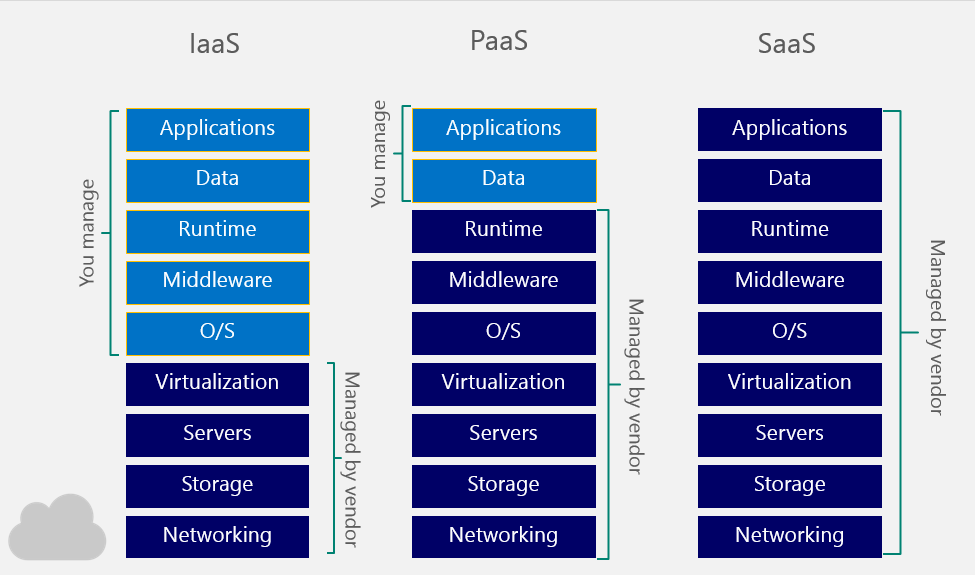 IaaS
PaaS
SaaS
You manage
Applications
Data
Runtime
Middleware
O/S
Virtualization
Servers
Storage
Networking
Managed by vendor
You manage
Applications
Data
Runtime
Middleware
O/S
Virtualization
Servers
Storage
Networking
Managed by vendor
Applications
Data
Runtime
Middleware
O/S
Virtualization
Servers
Storage
Networking
Managed by vendor